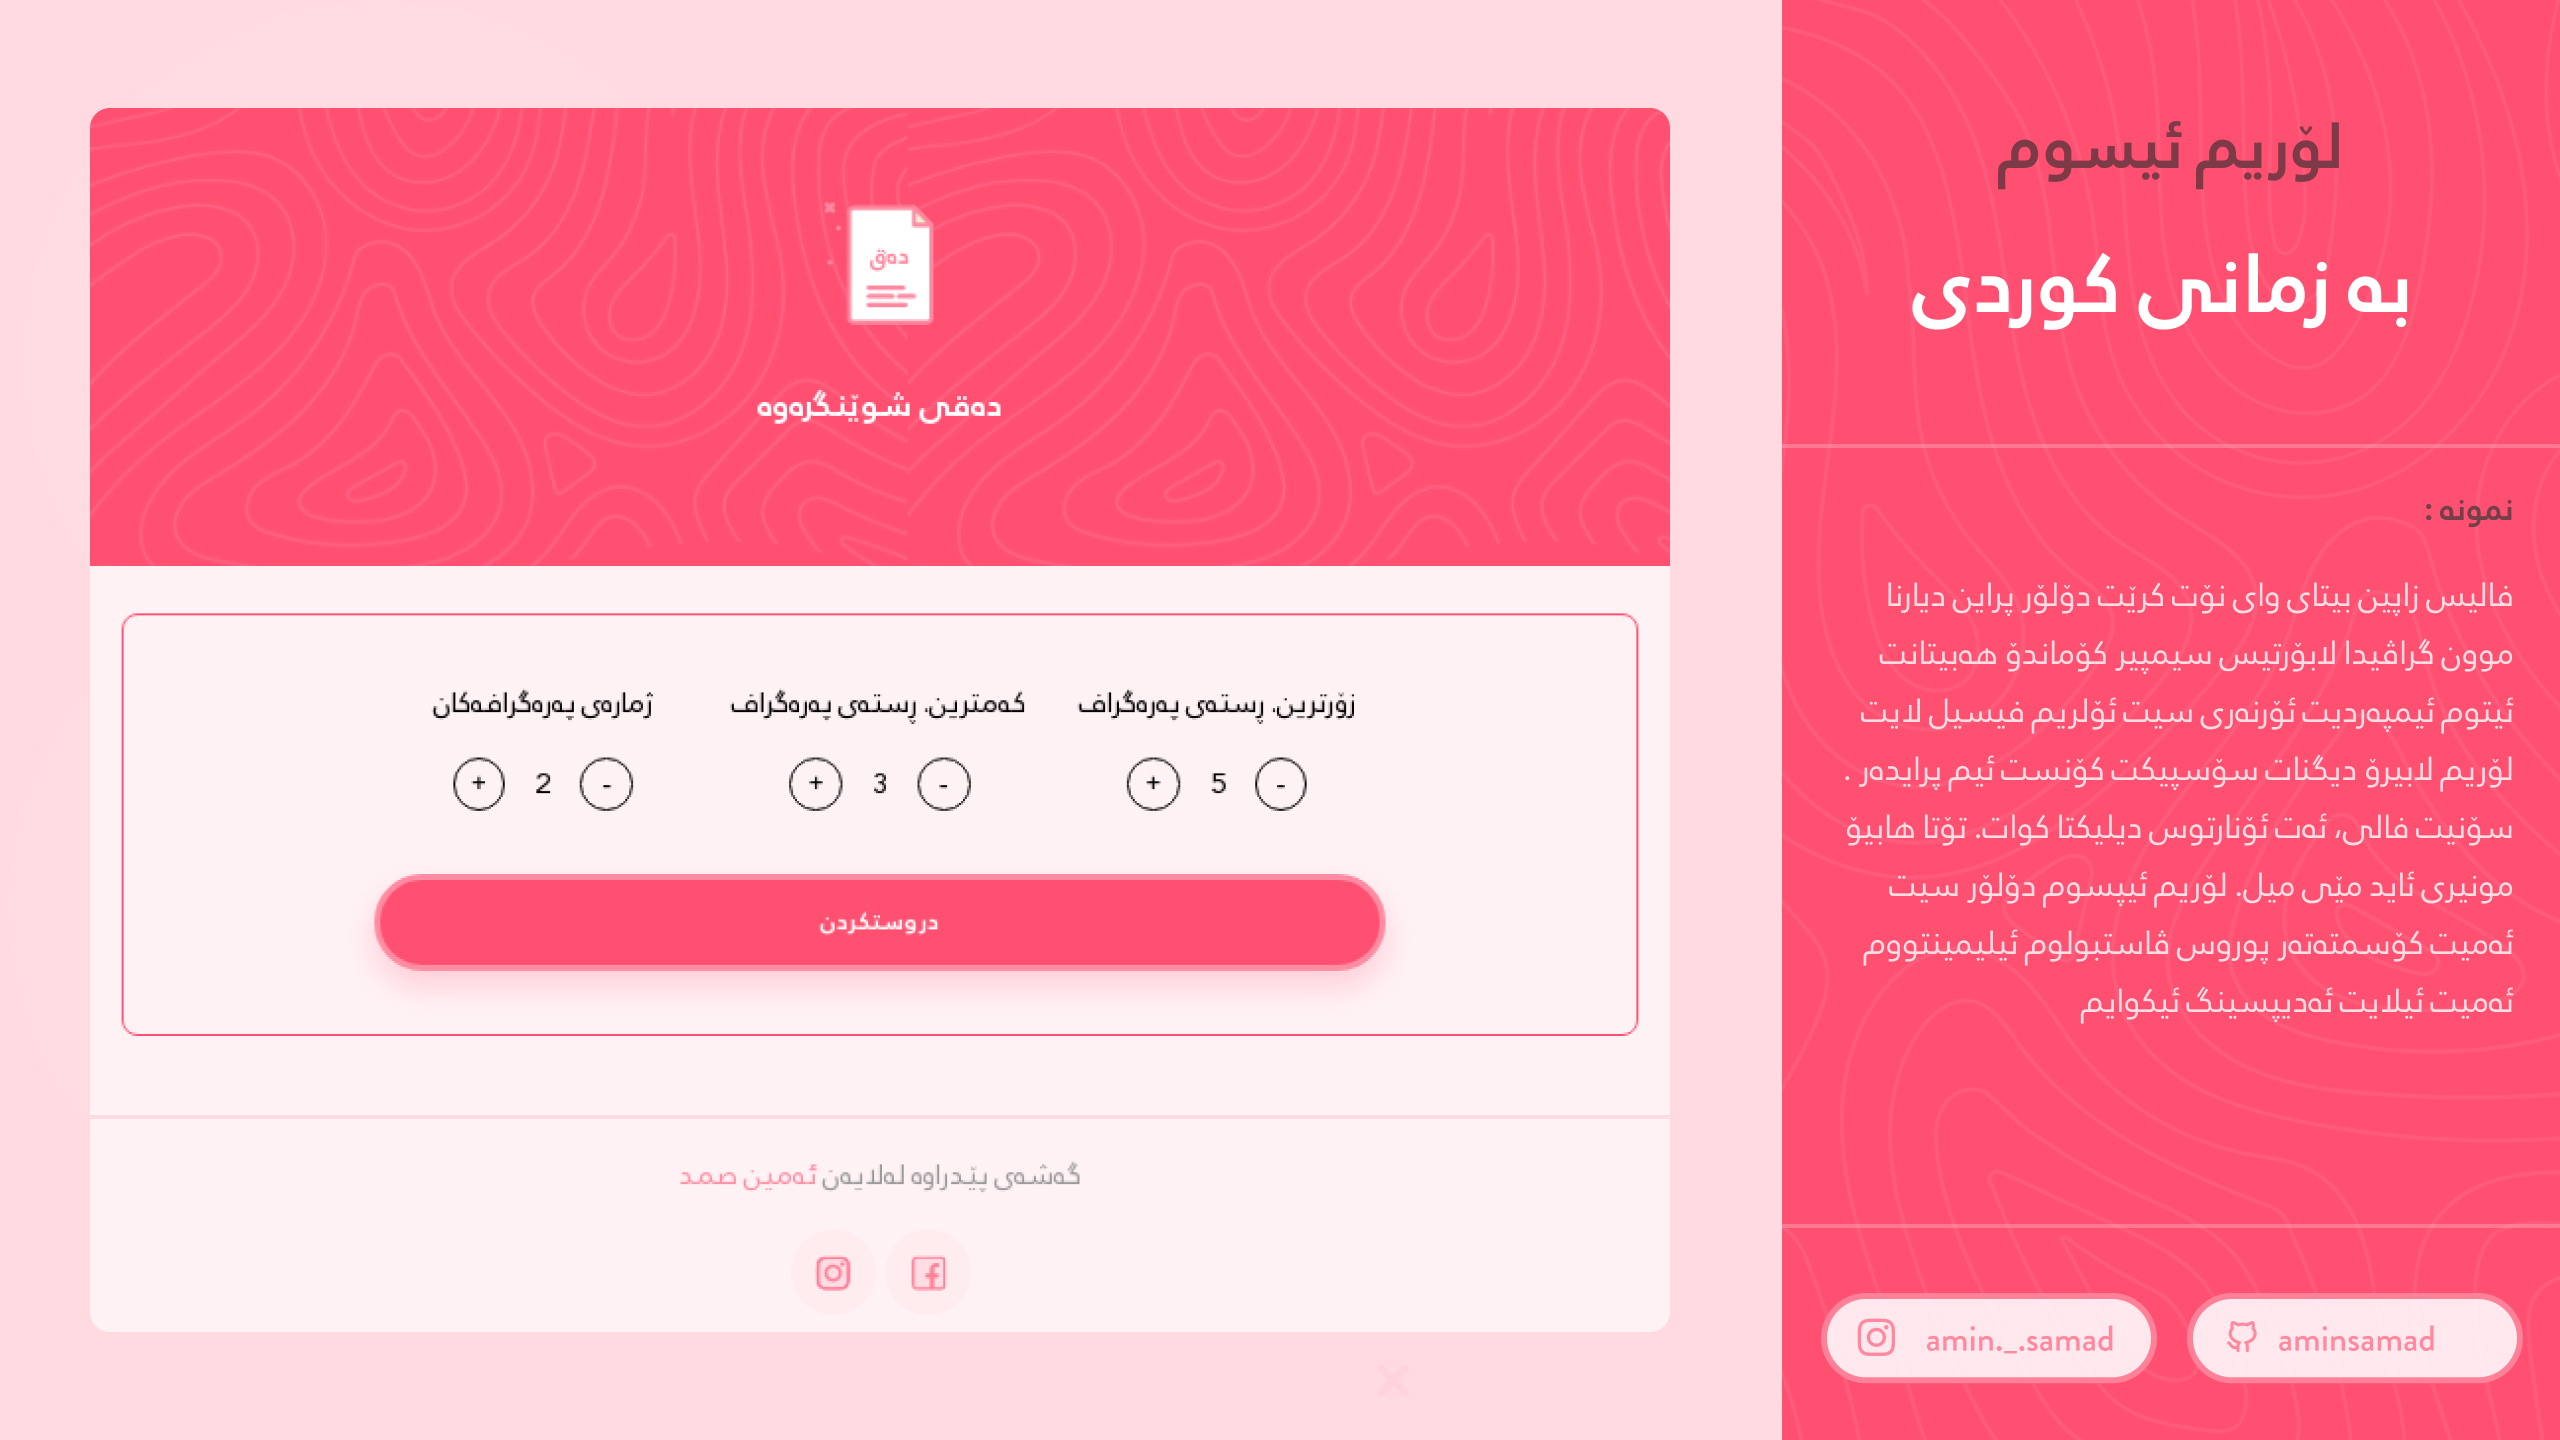 لۆریم ئیسوم
بە زمانی کوردی
نمونە :
فالیس زاپین بیتای وای نۆت کرێت دۆلۆر پراین دیارنا
موون گراڤیدا لابۆرتیس سیمپیر کۆماندۆ هەبیتانت
ئیتوم ئیمپەردیت ئۆرنەری سیت ئۆلریم فیسیل لایت
لۆریم لابیرۆ دیگنات سۆسپیکت کۆنست ئیم پرایدەر .
سۆنیت فالی، ئەت ئۆنارتوس دیلیکتا کوات. تۆتا هابیۆ
مونیری ئاید مێی میل. لۆریم ئیپسوم دۆلۆر سیت
ئەمیت کۆسمتەتەر پوروس ڤاستبولوم ئیلیمینتووم
ئەمیت ئیلایت ئەدیپسینگ ئیکوایم
aminsamad
amin._.samad
دەق
دەقی شوێنگرەوە
زۆرترین. ڕستەی پەرەگراف
کەمترین. ڕستەی پەرەگراف
ژمارەی پەرەگرافەکان
- 5 +
- 3 +
- 2 +
دروستکردن
گەشەی پێدراوە لەلایەن ئەمین صمد